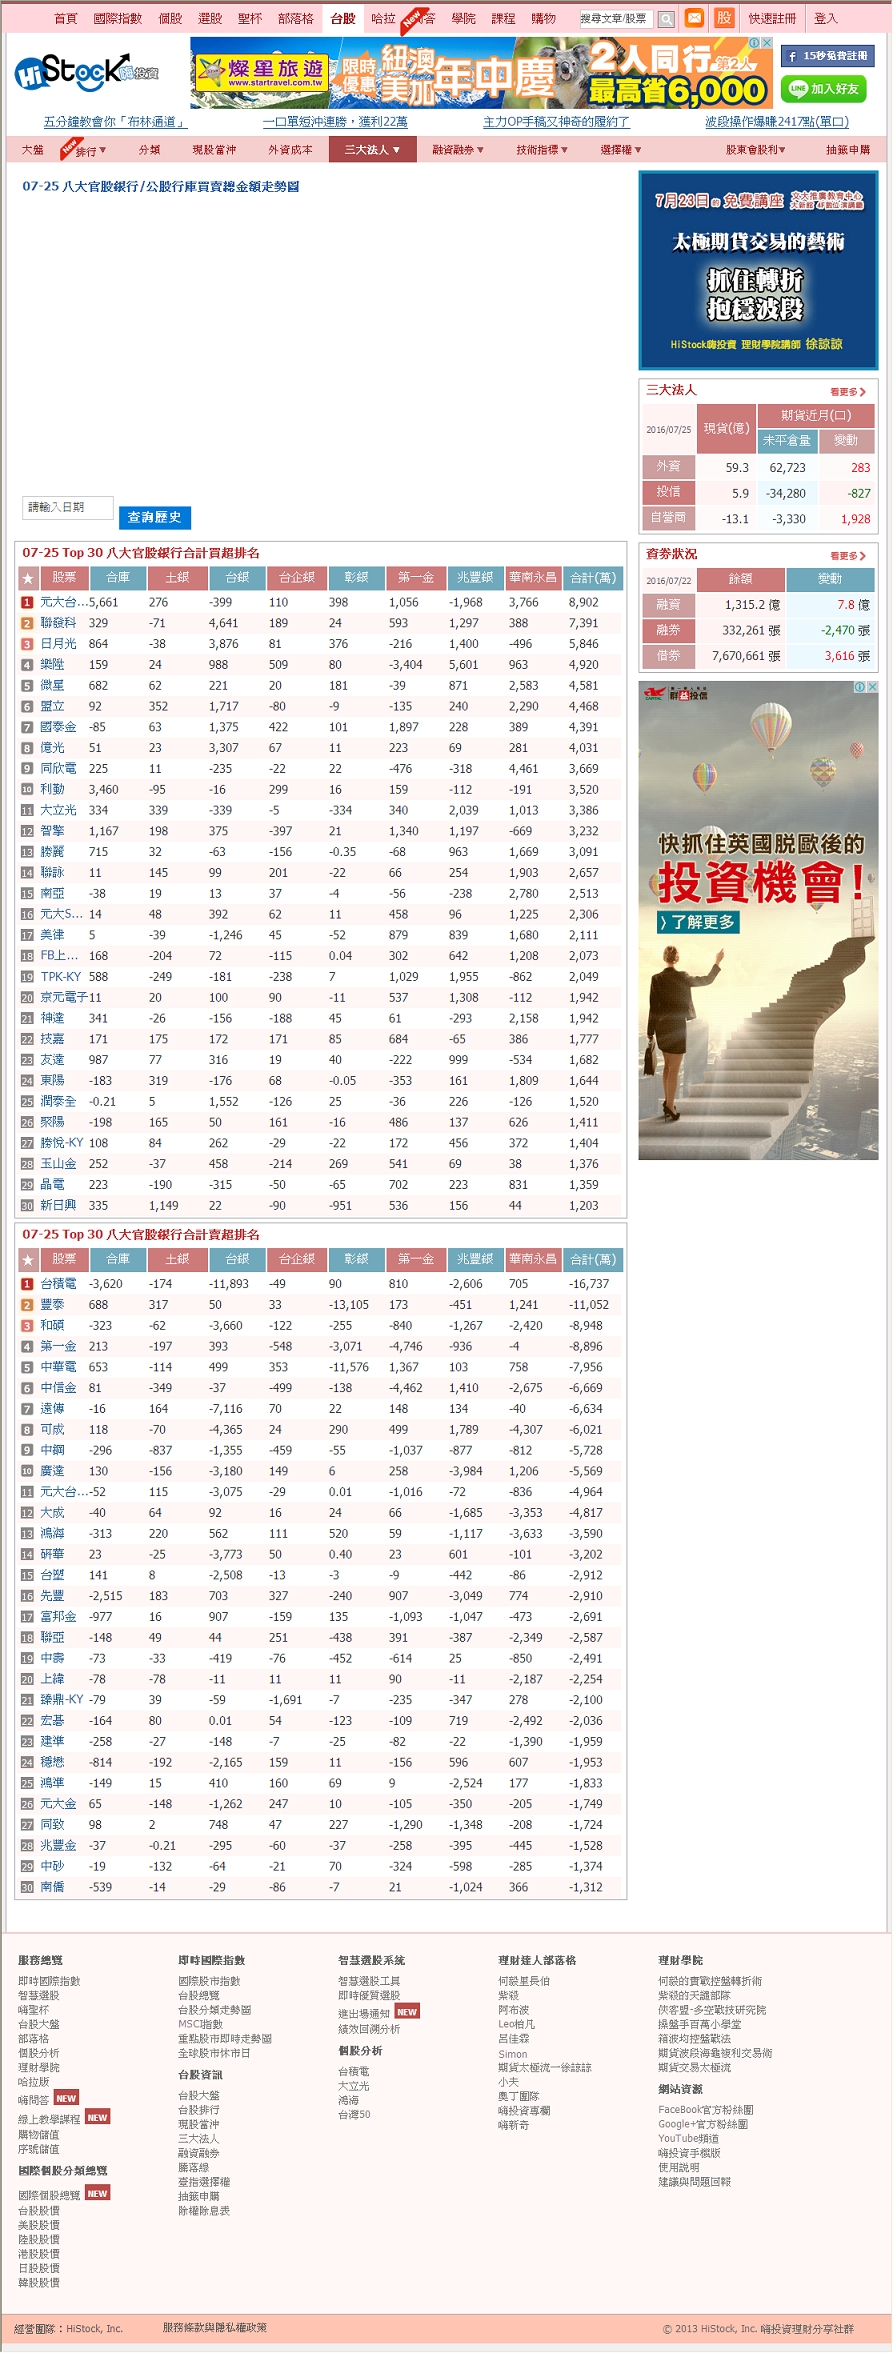 首頁 國際指數 個股 選股 聖杯 部落格 台股 哈拉 New 答 學院 課程 購物 搜尋文章/股票 股 快速註冊 登入
HiStock嗨投資
燦星旅遊 www.startravel.com.tw 限時優惠 紐澳美加 年中慶 2人同行 第2人 最高省6,000
f 15秒免費註冊
LINE 加入好友
五分鐘教會你「布林通道」 一口單短沖連勝，獲利22萬 主力OP手稿又神奇的履約了 波段操作爆賺2417點(單口)
大盤 New 排行▼ 分類 現股當沖 外資成本 三大法人▼ 融資融券▼ 技術指標▼ 選擇權▼ 股東會股利▼ 抽籤申購
07-25 八大官股銀行/公股行庫買賣總金額走勢圖
請輸入日期 查詢歷史
07-25 Top 30 八大官股銀行合計買超排名
★ 股票 合庫 土銀 台銀 台企銀 彰銀 第一金 兆豐銀 華南永昌 合計(萬)
1 元大台... 5,661 276 -399 110 398 1,056 -1,968 3,766 8,902
2 聯發科 329 -71 4,641 189 24 593 1,297 388 7,391
3 日月光 864 -38 3,876 81 376 -216 1,400 -496 5,846
4 樂陞 159 24 988 509 80 -3,404 5,601 963 4,920
5 微星 682 62 221 20 181 -39 871 2,583 4,581
6 盟立 92 352 1,717 -80 -9 -135 240 2,290 4,468
7 國泰金 -85 63 1,375 422 101 1,897 228 389 4,391
8 億光 51 23 3,307 67 11 223 69 281 4,031
9 同欣電 225 11 -235 -22 22 -476 -318 4,461 3,669
10 利勤 3,460 -95 -16 299 16 159 -112 -191 3,520
11 大立光 334 339 -339 -5 -334 340 2,039 1,013 3,386
12 智擎 1,167 198 375 -397 21 1,340 1,197 -669 3,232
13 勝麗 715 32 -63 -156 -0.35 -68 963 1,669 3,091
14 聯詠 11 145 99 201 -22 66 254 1,903 2,657
15 南亞 -38 19 13 37 -4 -56 -238 2,780 2,513
16 元大S... 14 48 392 62 11 458 96 1,225 2,306
17 美律 5 -39 -1,246 45 -52 879 839 1,680 2,111
18 FB上... 168 -204 72 -115 0.04 302 642 1,208 2,073
19 TPK-KY 588 -249 -181 -238 7 1,029 1,955 -862 2,049
20 京元電子 11 20 100 90 -11 537 1,308 -112 1,942
21 神達 341 -26 -156 -188 45 61 -293 2,158 1,942
22 技嘉 171 175 172 171 85 684 -65 386 1,777
23 友達 987 77 316 19 40 -222 999 -534 1,682
24 東陽 -183 319 -176 68 -0.05 -353 161 1,809 1,644
25 潤泰全 -0.21 5 1,552 -126 25 -36 226 -126 1,520
26 聚陽 -198 165 50 161 -16 486 137 626 1,411
27 勝悅-KY 108 84 262 -29 -22 172 456 372 1,404
28 玉山金 252 -37 458 -214 269 541 69 38 1,376
29 晶電 223 -190 -315 -50 -65 702 223 831 1,359
30 新日興 335 1,149 22 -90 -951 536 156 44 1,203
07-25 Top 30 八大官股銀行合計賣超排名
★ 股票 合庫 土銀 台銀 台企銀 彰銀 第一金 兆豐銀 華南永昌 合計(萬)
1 台積電 -3,620 -174 -11,893 -49 90 810 -2,606 705 -16,737
2 豐泰 688 317 50 33 -13,105 173 -451 1,241 -11,052
3 和碩 -323 -62 -3,660 -122 -255 -840 -1,267 -2,420 -8,948
4 第一金 213 -197 393 -548 -3,071 -4,746 -936 -4 -8,896
5 中華電 653 -114 499 353 -11,576 1,367 103 758 -7,956
6 中信金 81 -349 -37 -499 -138 -4,462 1,410 -2,675 -6,669
7 遠傳 -16 164 -7,116 70 22 148 134 -40 -6,634
8 可成 118 -70 -4,365 24 290 499 1,789 -4,307 -6,021
9 中鋼 -296 -837 -1,355 -459 -55 -1,037 -877 -812 -5,728
10 廣達 130 -156 -3,180 149 6 258 -3,984 1,206 -5,569
11 元大台... -52 115 -3,075 -29 0.01 -1,016 -72 -836 -4,964
12 大成 -40 64 92 16 24 66 -1,685 -3,353 -4,817
13 鴻海 -313 220 562 111 520 59 -1,117 -3,633 -3,590
14 研華 23 -25 -3,773 50 0.40 23 601 -101 -3,202
15 台塑 141 8 -2,508 -13 -3 -9 -442 -86 -2,912
16 先豐 -2,515 183 703 327 -240 907 -3,049 774 -2,910
17 富邦金 -977 16 907 -159 135 -1,093 -1,047 -473 -2,691
18 聯亞 -148 49 44 251 -438 391 -387 -2,349 -2,587
19 中壽 -73 -33 -419 -76 -452 -614 25 -850 -2,491
20 上緯 -78 -78 -11 11 11 90 -11 -2,187 -2,254
21 臻鼎-KY -79 39 -59 -1,691 -7 -235 -347 278 -2,100
22 宏碁 -164 80 0.01 54 -123 -109 719 -2,492 -2,036
23 建準 -258 -27 -148 -7 -25 -82 -22 -1,390 -1,959
24 穩懋 -814 -192 -2,165 159 11 -156 596 607 -1,953
25 鴻準 -149 15 410 160 69 9 -2,524 177 -1,833
26 元大金 65 -148 -1,262 247 10 -105 -350 -205 -1,749
27 同致 98 2 748 47 227 -1,290 -1,348 -208 -1,724
28 兆豐金 -37 -0.21 -295 -60 -37 -258 -395 -445 -1,528
29 中砂 -19 -132 -64 -21 70 -324 -598 -285 -1,374
30 南僑 -539 -14 -29 -86 -7 21 -1,024 366 -1,312
7月23日的 免費講座 文大推廣教育中心 大新館 4F數位演講廳
太極期貨交易的藝術
抓住轉折
抱穩波段
HiStock嗨投資 理財學院講師 徐諒諒
三大法人 看更多
2016/07/25 現貨(億) 期貨近月(口)
未平倉量 變動
外資 59.3 62,723 283
投信 5.9 -34,280 -827
自營商 -13.1 -3,330 1,928
資券狀況 看更多
2016/07/22 餘額 變動
融資 1,315.2 億 7.8 億
融券 332,261 張 -2,470 張
借券 7,670,661 張 3,616 張
群益投信
快抓住英國脫歐後的
投資機會!
〉了解更多
服務總覽
即時國際指數
智慧選股
嗨聖杯
台股大盤
部落格
個股分析
理財學院
哈拉版
嗨問答 NEW
線上教學課程 NEW
購物儲值
序號儲值
國際個股分類總覽
國際個股總覽 NEW
台股股價
美股股價
陸股股價
港股股價
日股股價
韓股股價
即時國際指數
國際股市指數
台股總覽
台股分類走勢圖
MSCI指數
重點股市即時走勢圖
全球股市休市日
台股資訊
台股大盤
台股排行
現股當沖
三大法人
融資融券
騰落線
臺指選擇權
抽籤申購
除權除息表
智慧選股系統
智慧選股工具
即時優質選股
進出場通知 NEW
績效回溯分析
個股分析
台積電
大立光
鴻海
台灣50
理財達人部落格
何毅里長伯
紫殺
阿布波
Leo槍凡
呂佳霖
Simon
期貨太極流－徐諒諒
小夫
奧丁團隊
嗨投資專欄
嗨新奇
理財學院
何毅的實戰控盤轉折術
紫殺的天譴部隊
俠客盟-多空戰技研究院
操盤手百萬小學堂
箱波均控盤戰法
期貨波段海龜複利交易術
期貨交易太極流
網站資源
FaceBook官方粉絲團
Google+官方粉絲團
YouTube頻道
嗨投資手機版
使用說明
建議與問題回報
經營團隊：HiStock, Inc. 服務條款與隱私權政策 © 2013 HiStock, Inc. 嗨投資理財分享社群